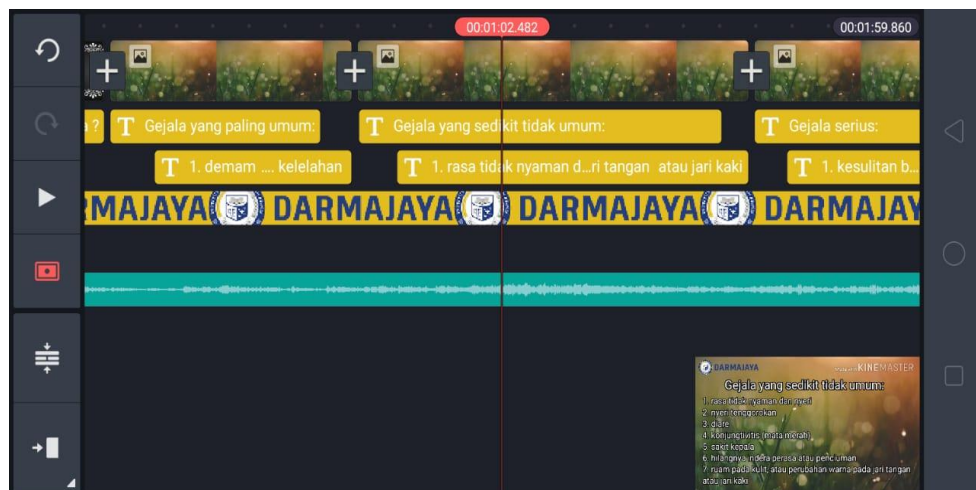 00:01:02.482
00:01:59.860
a ?
T Gejala yang paling umum:
T Gejala yang sedikit tidak umum:
T Gejala serius:
T 1. demam .... kelelahan
T 1. rasa tidak nyaman d...ri tangan atau jari kaki
T 1. kesulitan b...
MAJAYA DARMAJAYA DARMAJAYA DARMAJAY
DARMAJAYA
KINEMASTER
Gejala yang sedikit tidak umum:
1. rasa tidak nyaman dan nyeri
2. nyeri tenggorokan
3. diare
4. konjungtivitis (mata merah)
5. sakit kepala
6. hilangnya indera perasa atau penciuman
7. ruam pada kulit, atau perubahan warna pada jari tangan
atau jari kaki